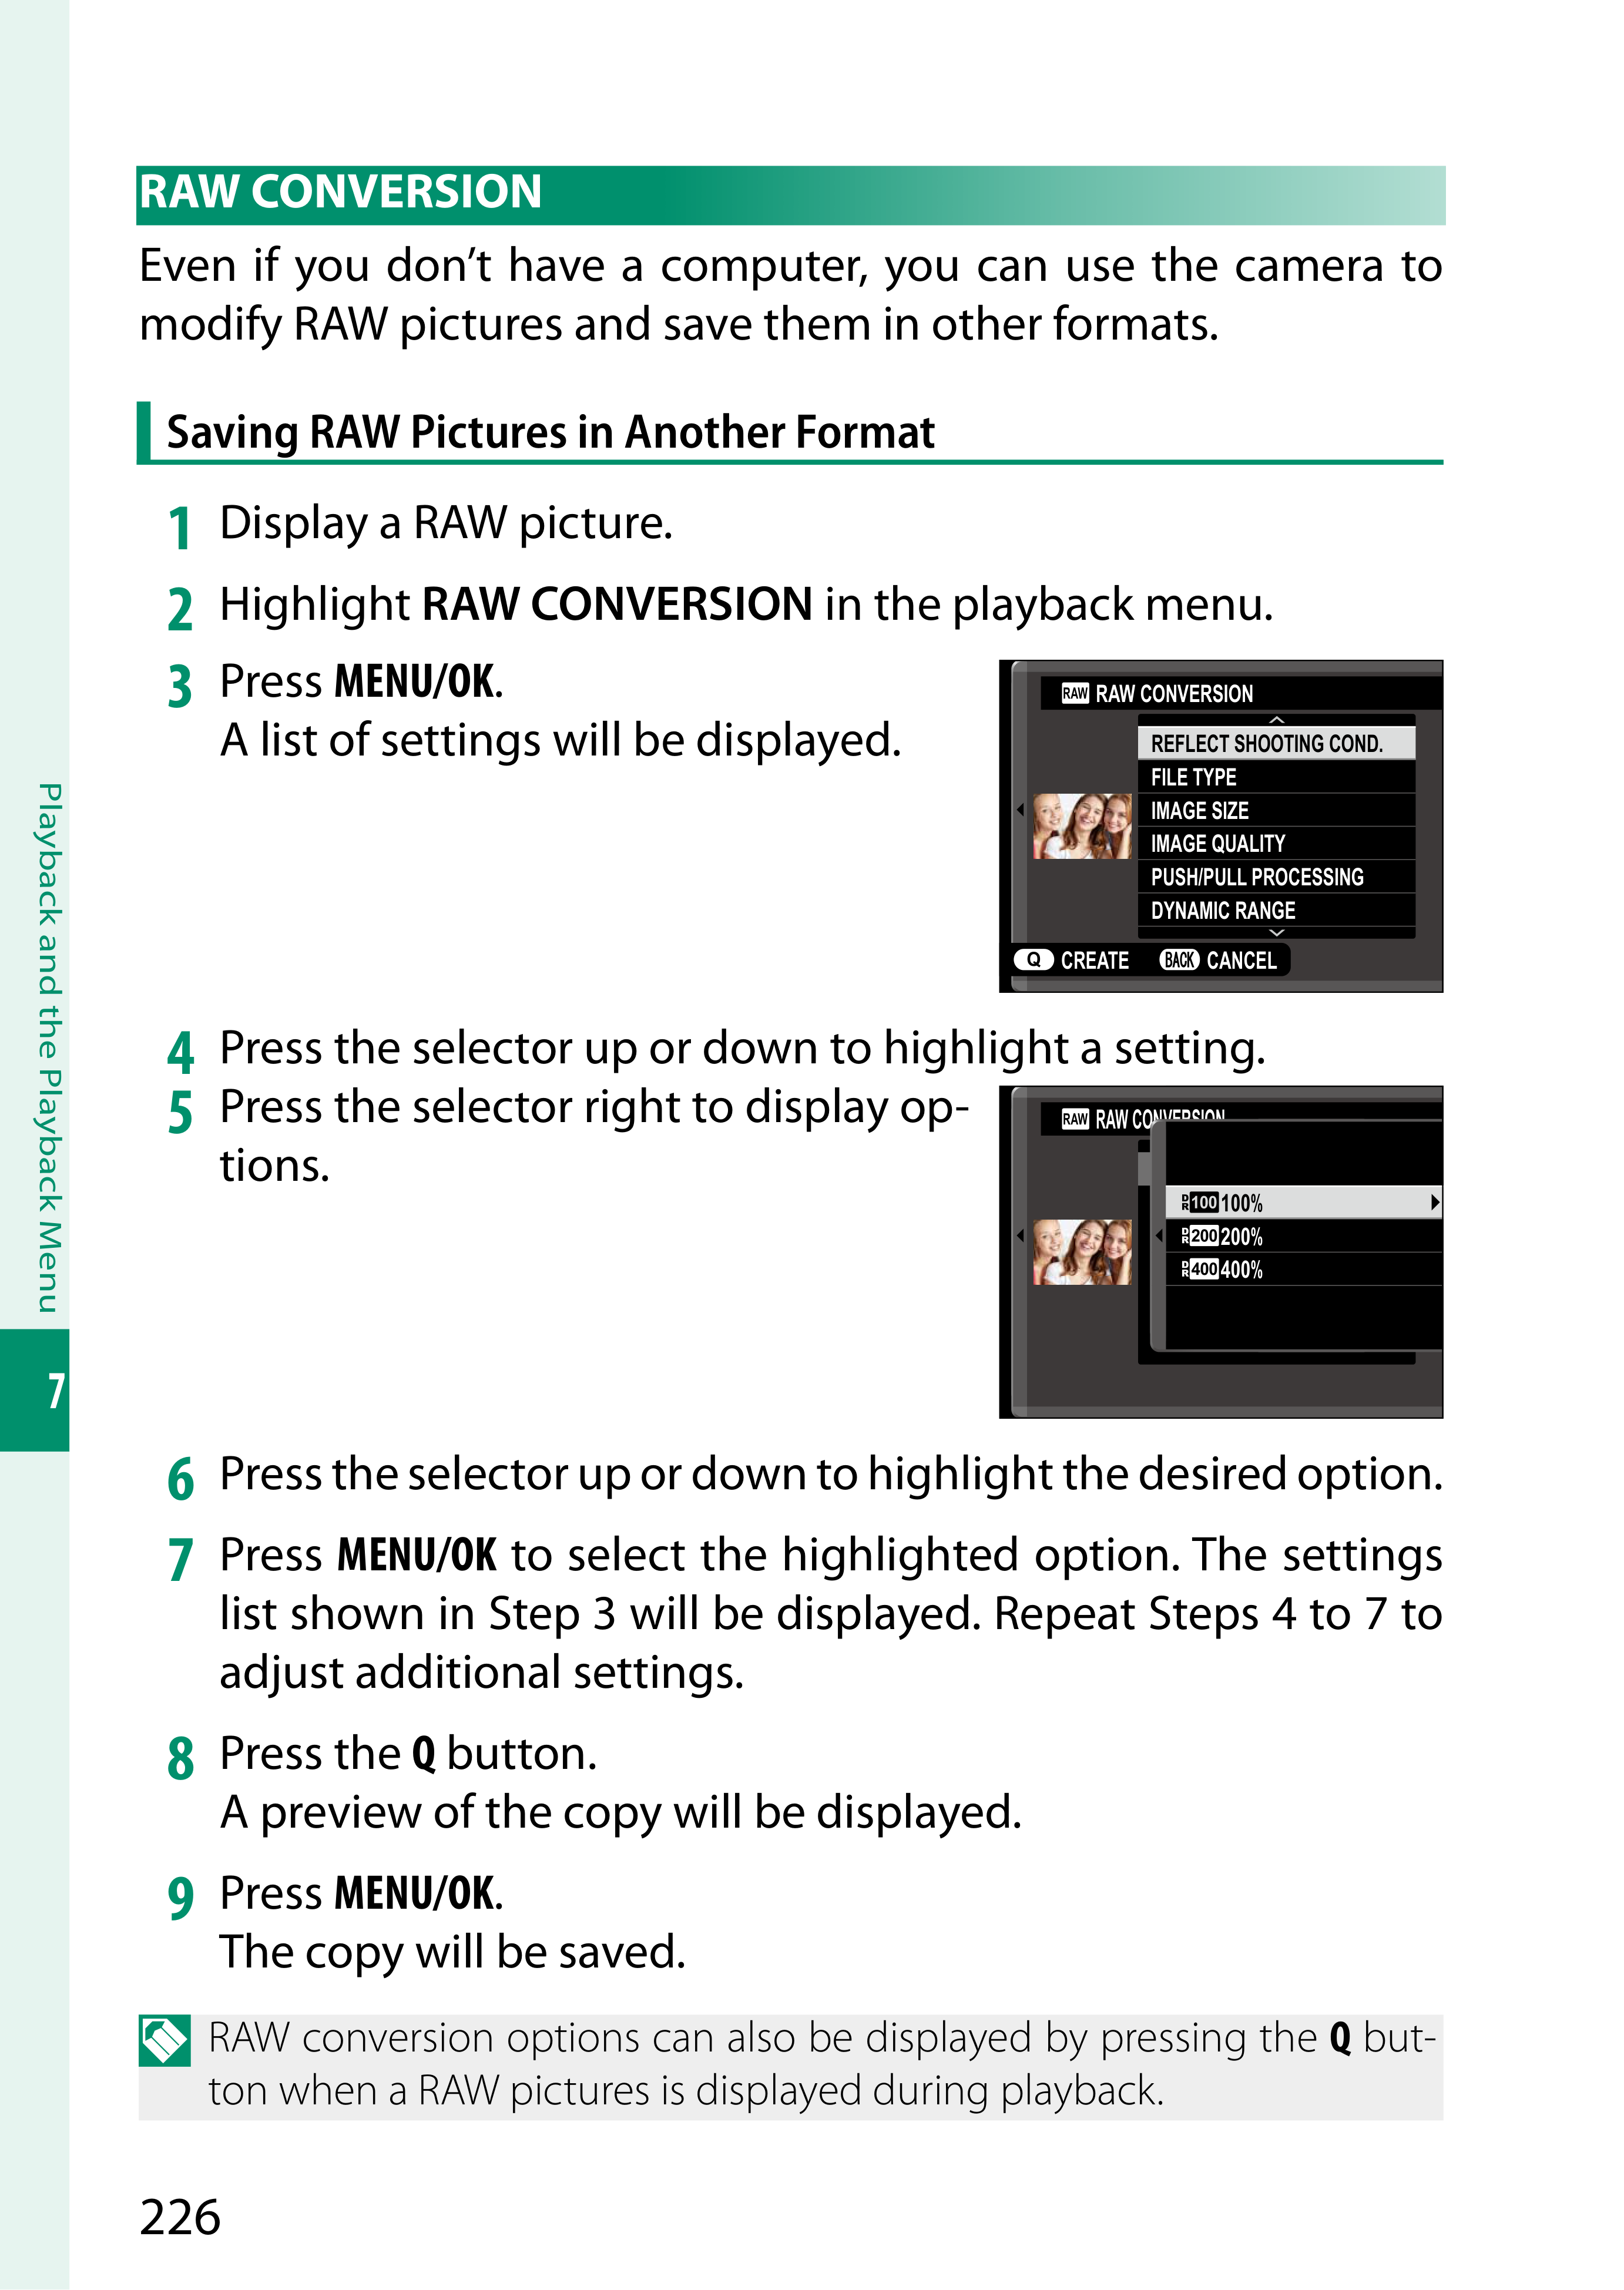 RAW CONVERSION
Even if you don’t have a computer, you can use the camera to
modify RAW pictures and save them in other formats.
Saving RAW Pictures in Another Format
1 Display a RAW picture.
2 Highlight RAW CONVERSION in the playback menu.
3 Press MENU/OK.
A list of settings will be displayed.
RAW RAW CONVERSION
REFLECT SHOOTING COND.
FILE TYPE
IMAGE SIZE
IMAGE QUALITY
PUSH/PULL PROCESSING
DYNAMIC RANGE
Q CREATE BACK CANCEL
4 Press the selector up or down to highlight a setting.
5 Press the selector right to display op-
tions.
RAW RAW CONVERSION
DR100 100%
DR200 200%
DR400 400%
6 Press the selector up or down to highlight the desired option.
7 Press MENU/OK to select the highlighted option. The settings
list shown in Step 3 will be displayed. Repeat Steps 4 to 7 to
adjust additional settings.
8 Press the Q button.
A preview of the copy will be displayed.
9 Press MENU/OK.
The copy will be saved.
RAW conversion options can also be displayed by pressing the Q but-
ton when a RAW pictures is displayed during playback.
226
Playback and the Playback Menu
7